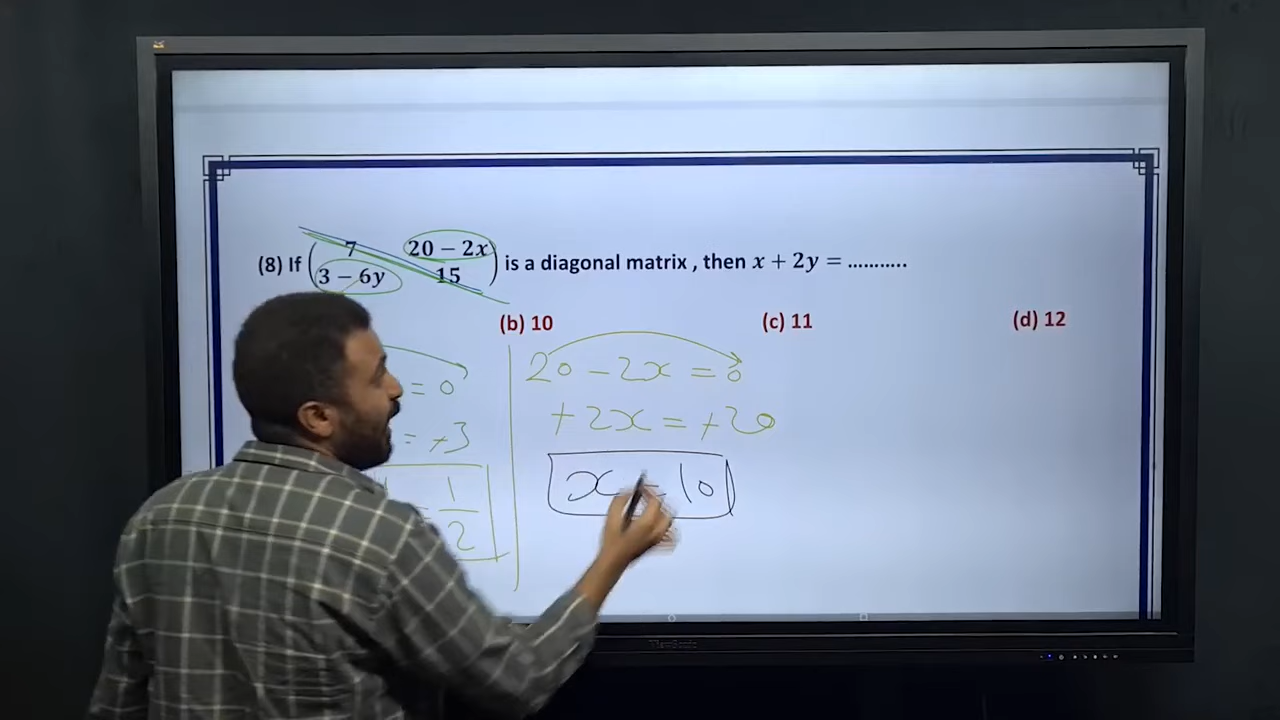 (8) If ( 7 20 − 2x ) is a diagonal matrix , then x + 2y = ...........
3 − 6y 15
(b) 10 (c) 11 (d) 12
= 0
= +3
= 1/2
20 − 2x = 0
+ 2x = +20
x = 10
ViewSonic